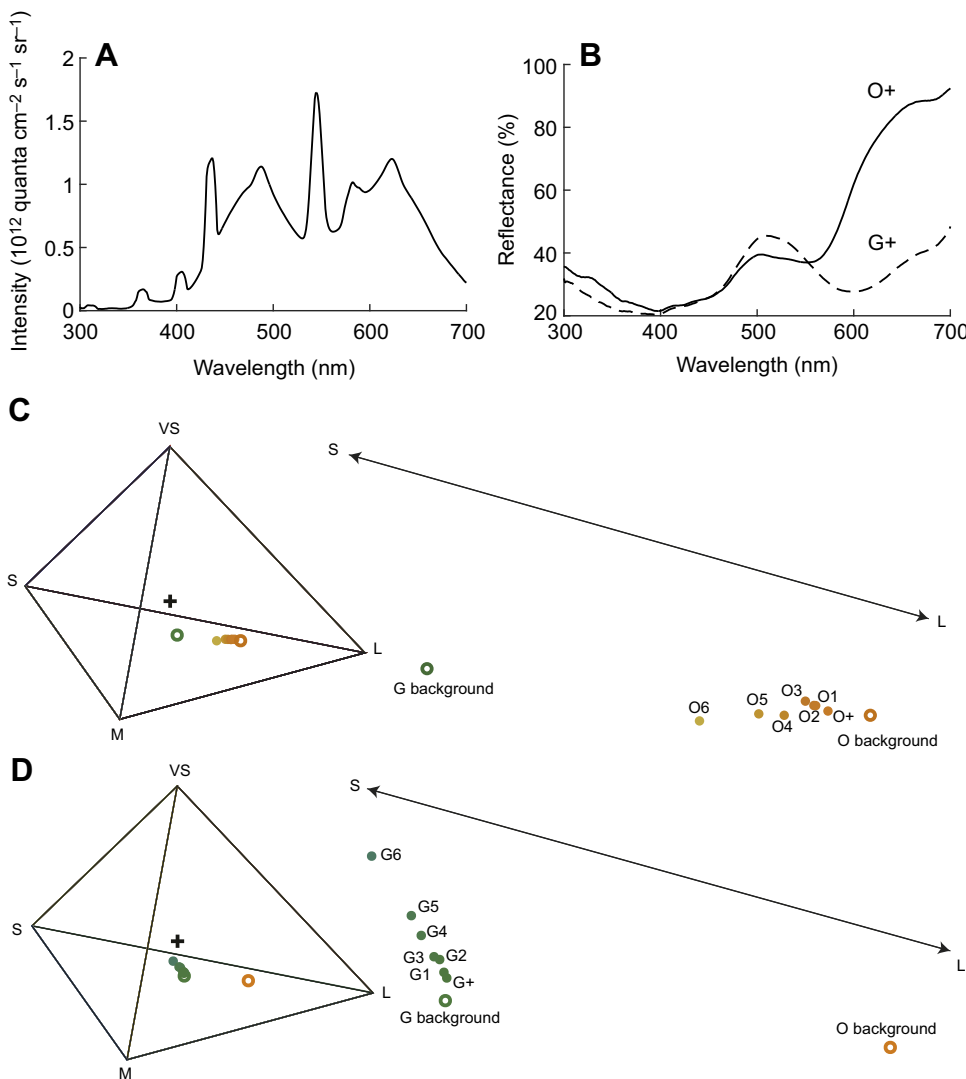 A
Intensity (10¹² quanta cm⁻² s⁻¹ sr⁻¹)
2
1.5
1
0.5
0
300 400 500 600 700
Wavelength (nm)
B
Reflectance (%)
100
80
60
40
20
O+
G+
300 400 500 600 700
Wavelength (nm)
C
VS
S
L
M
S
L
G background
O6
O5
O4
O3
O2
O1
O+
O background
D
VS
S
L
M
S
L
G6
G5
G4
G3
G2
G1
G+
G background
O background